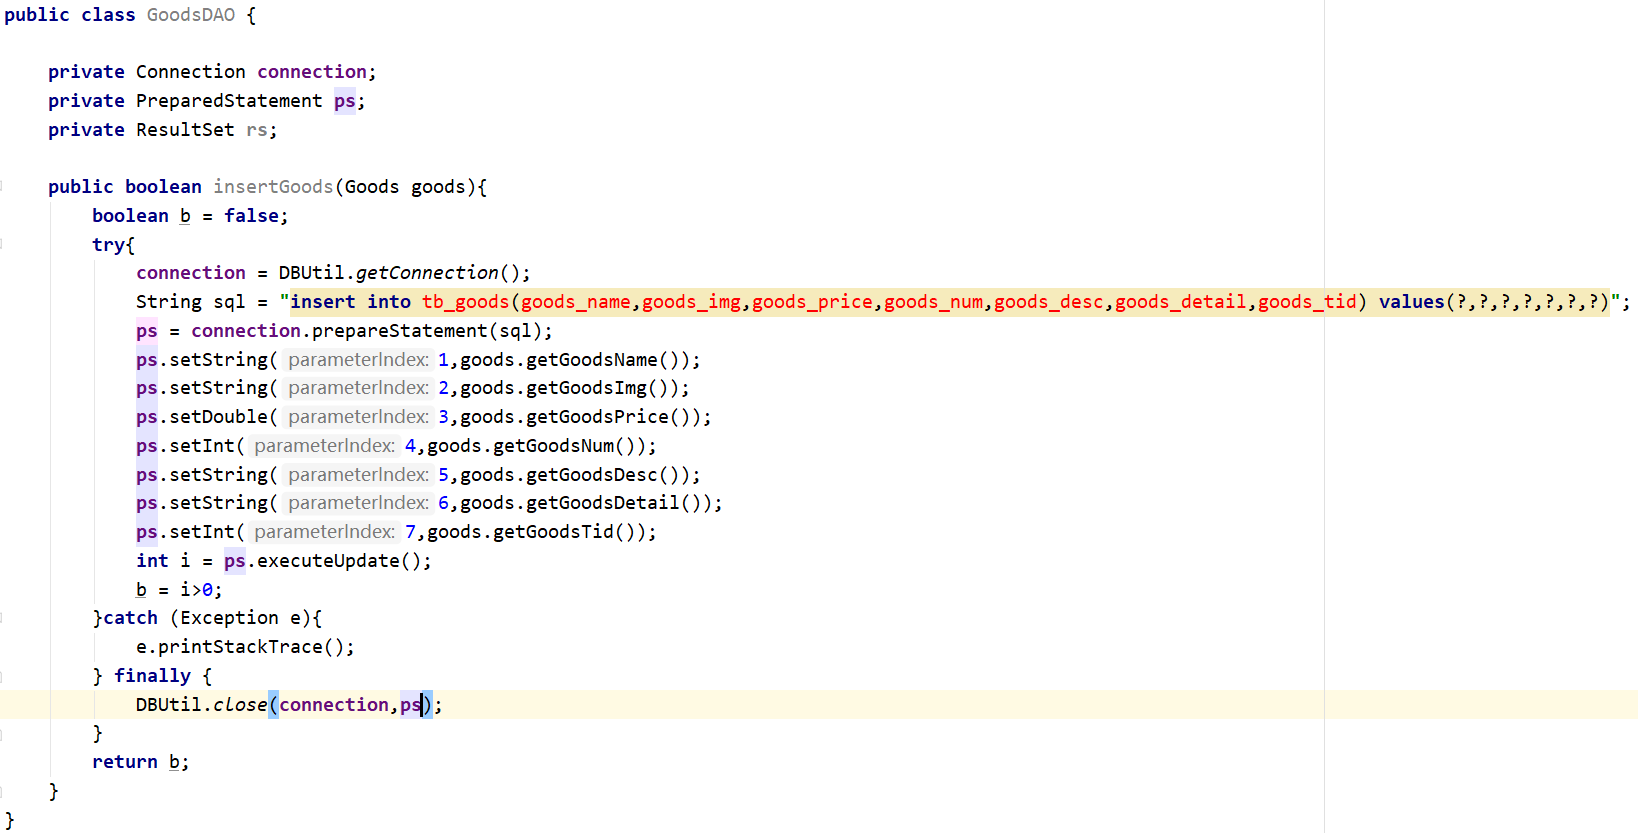 public class GoodsDAO {
private Connection connection;
private PreparedStatement ps;
private ResultSet rs;
public boolean insertGoods(Goods goods){
boolean b = false;
try{
connection = DBUtil.getConnection();
String sql = "insert into tb_goods(goods_name,goods_img,goods_price,goods_num,goods_desc,goods_detail,goods_tid) values(?,?,?,?,?,?,?)";
ps = connection.prepareStatement(sql);
ps.setString( parameterIndex: 1,goods.getGoodsName());
ps.setString( parameterIndex: 2,goods.getGoodsImg());
ps.setDouble( parameterIndex: 3,goods.getGoodsPrice());
ps.setInt( parameterIndex: 4,goods.getGoodsNum());
ps.setString( parameterIndex: 5,goods.getGoodsDesc());
ps.setString( parameterIndex: 6,goods.getGoodsDetail());
ps.setInt( parameterIndex: 7,goods.getGoodsTid());
int i = ps.executeUpdate();
b = i>0;
}catch (Exception e){
e.printStackTrace();
} finally {
DBUtil.close(connection,ps);
}
return b;
}
}